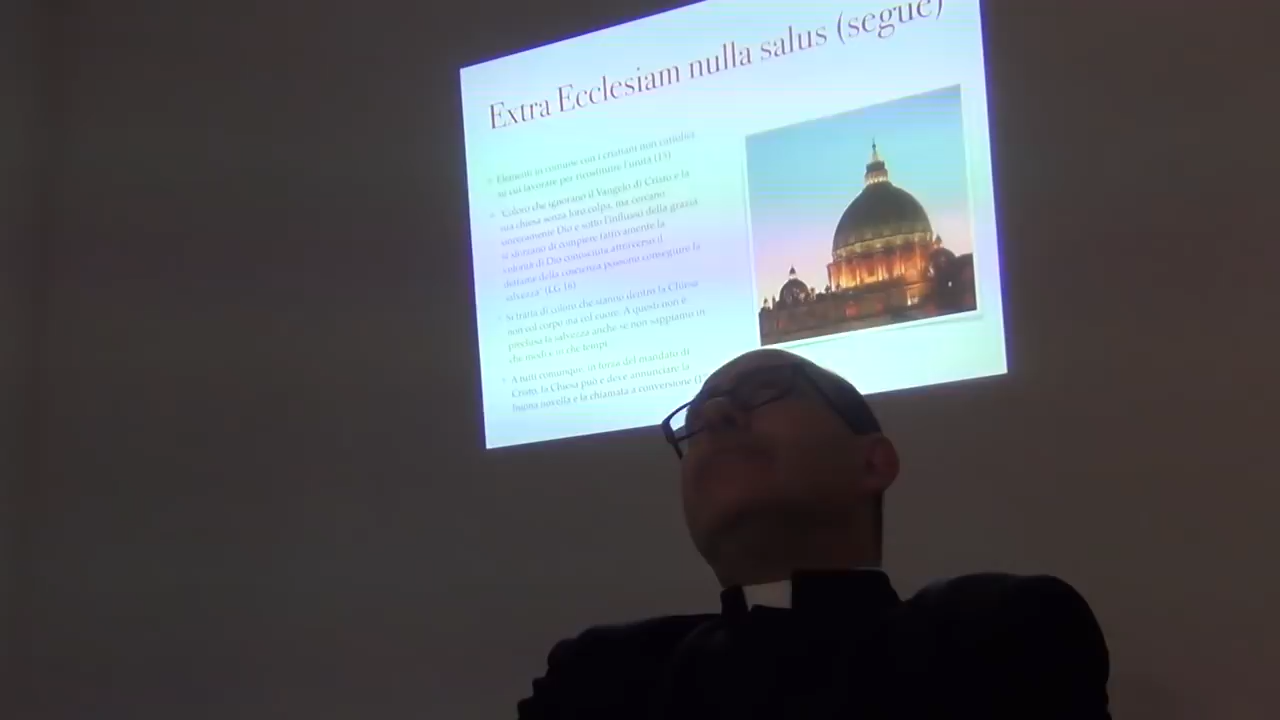 Extra Ecclesiam nulla salus (segue)
Elementi in comune con i cristiani non cattolici
su cui lavorare per ricostituire l'unità (15)
"Coloro che ignorano il Vangelo di Cristo e la
sua chiesa senza loro colpa, ma cercano
sinceramente Dio e sotto l'influsso della grazia
si sforzano di compiere fattivamente la
volontà di Dio conosciuta attraverso il
dettame della coscienza possono conseguire la
salvezza" (LG 16)
Si tratta di coloro che stanno dentro la Chiesa
non col corpo ma col cuore. A questi non è
preclusa la salvezza anche se non sappiamo in
che modo e in che tempi
A tutti comunque, in forza del mandato di
Cristo, la Chiesa può e deve annunciare la
buona novella e la chiamata a conversione